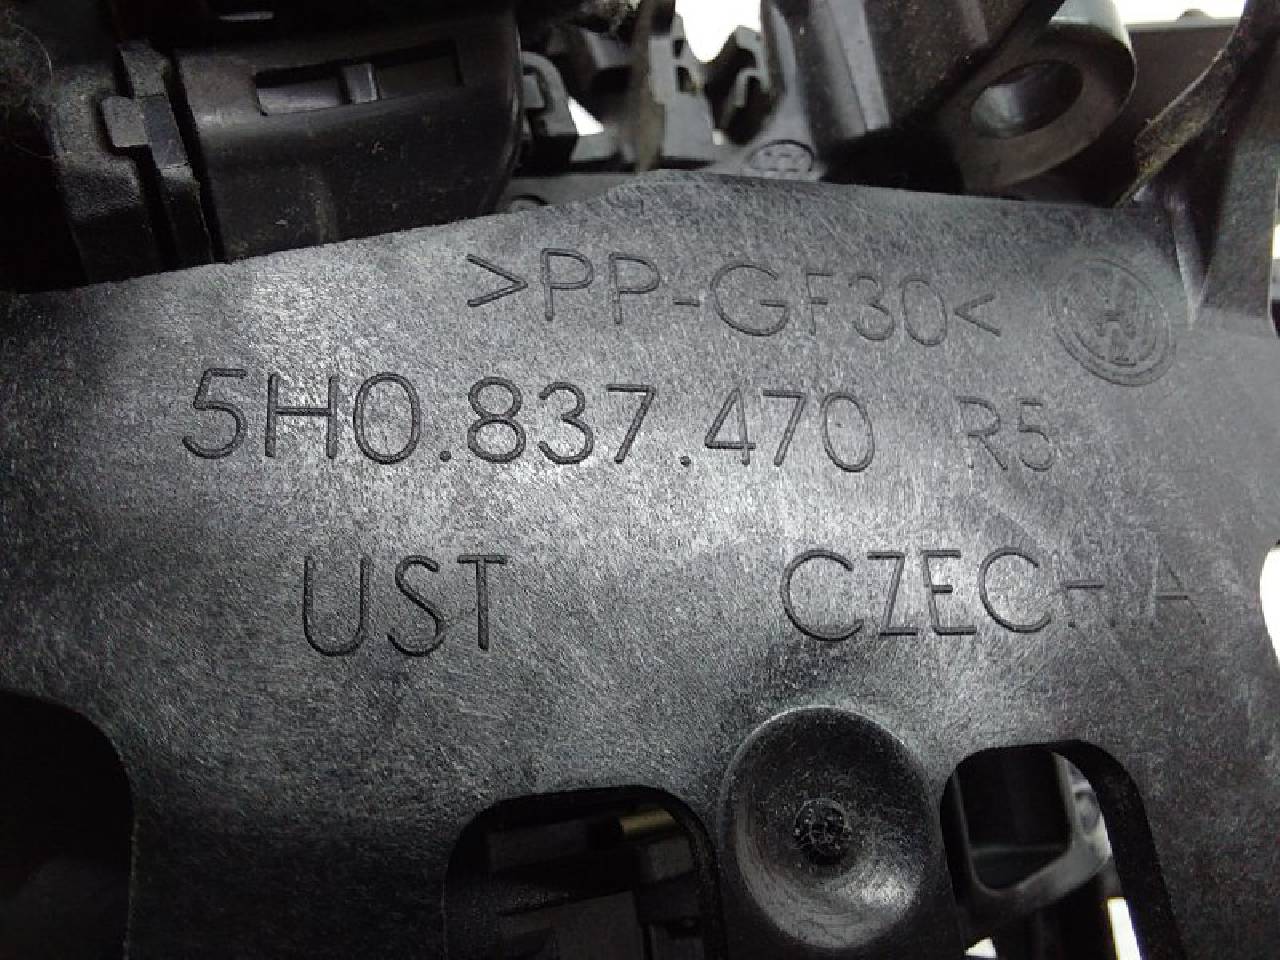 >PP-GF30<
5H0.837.470 R5
UST CZECHIA